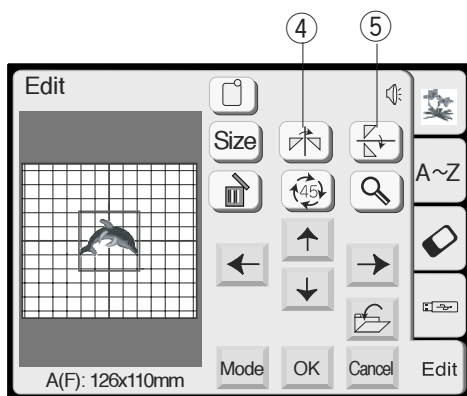 ④ ⑤
Edit
Size
A~Z
45
Mode OK Cancel Edit
A(F): 126x110mm